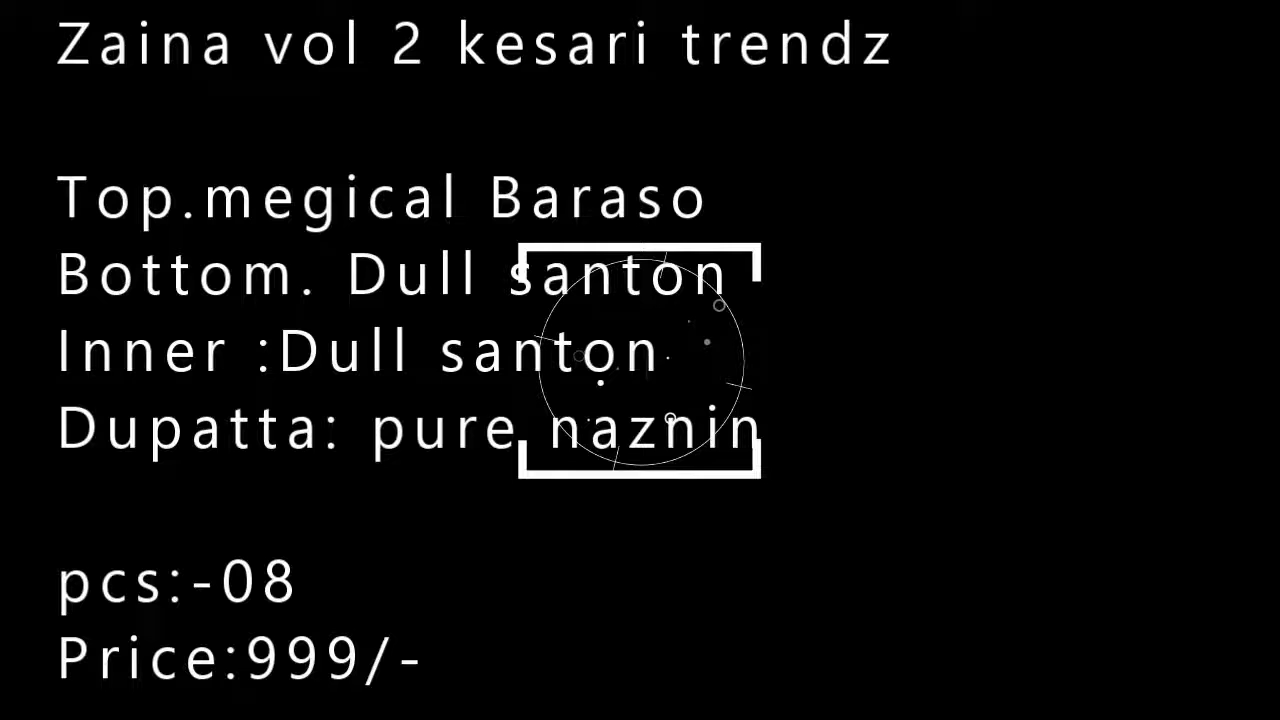 Zaina vol 2 kesari trendz
Top.megical Baraso
Bottom. Dull santon
Inner :Dull santon
Dupatta: pure naznin
pcs:-08
Price:999/-